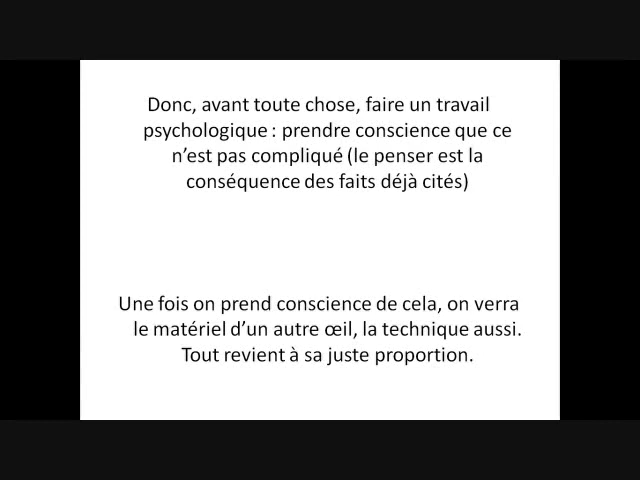 Donc, avant toute chose, faire un travail
psychologique : prendre conscience que ce
n’est pas compliqué (le penser est la
conséquence des faits déjà cités)
Une fois on prend conscience de cela, on verra
le matériel d’un autre œil, la technique aussi.
Tout revient à sa juste proportion.